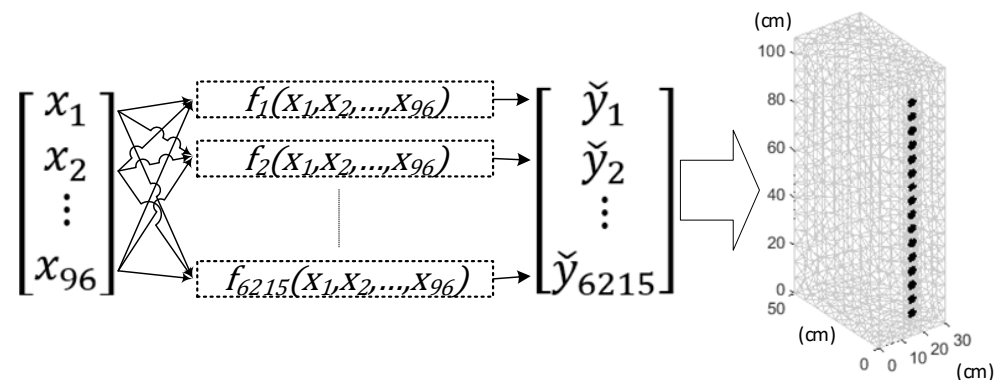 x₁
x₂
⋮
x₉₆
f₁(x₁,x₂,...,x₉₆)
f₂(x₁,x₂,...,x₉₆)
f₆₂₁₅(x₁,x₂,...,x₉₆)
y̌₁
y̌₂
⋮
y̌₆₂₁₅
(cm)
100
80
60
40
20
0
50
(cm)
0
0
10
20
30
(cm)